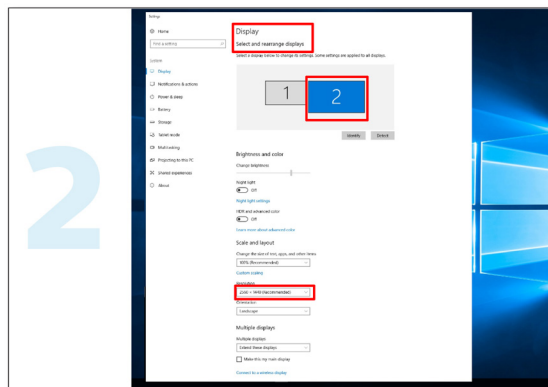 2
Settings
Home
Find a setting
System
Display
Notifications & actions
Power & sleep
Battery
Storage
Tablet mode
Multitasking
Projecting to this PC
Shared experiences
About
Display
Select and rearrange displays
Select a display below to change its settings. Some settings are applied to all displays.
1
2
Identify
Detect
Brightness and color
Change brightness
Night light
Off
Night light settings
HDR and advanced color
Off
Learn more about advanced color
Scale and layout
Change the size of text, apps, and other items
100% (Recommended)
Custom scaling
Resolution
(Recommended)
Orientation
Landscape
Multiple displays
Multiple displays
Extend these displays
Make this my main display
Connect to a wireless display